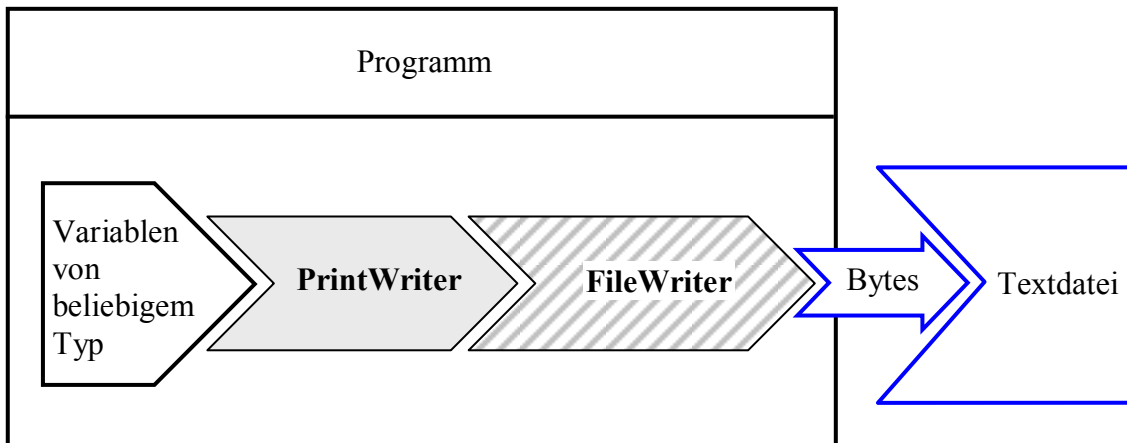 Programm
Variablen
von
beliebigem
Typ
PrintWriter
FileWriter
Bytes
Textdatei